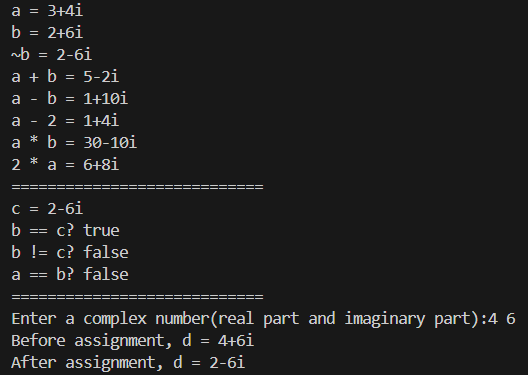 a = 3+4i
b = 2+6i
~b = 2-6i
a + b = 5-2i
a - b = 1+10i
a - 2 = 1+4i
a * b = 30-10i
2 * a = 6+8i
=============================
c = 2-6i
b == c? true
b != c? false
a == b? false
=============================
Enter a complex number(real part and imaginary part):4 6
Before assignment, d = 4+6i
After assignment, d = 2-6i